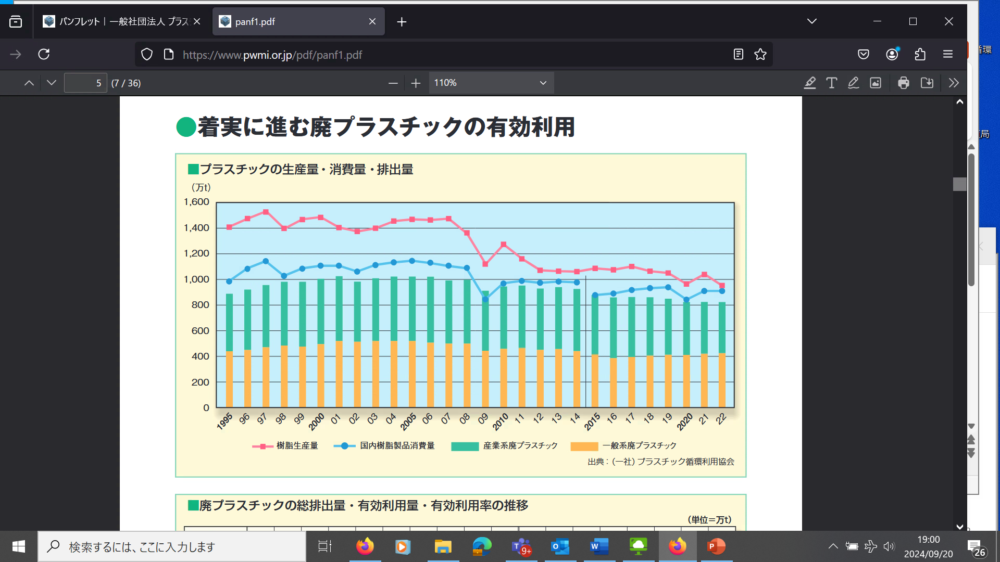 パンフレット｜一般社団法人 プラス
panf1.pdf
https://www.pwmi.or.jp/pdf/panf1.pdf
循環
5 (7 / 36)
110%
局
●着実に進む廃プラスチックの有効利用
■プラスチックの生産量・消費量・排出量
（万t）
1,600
1,400
1,200
1,000
800
600
400
200
0
1995 96 97 98 99 2000 01 02 03 04 2005 06 07 08 09 2010 11 12 13 14 2015 16 17 18 19 2020 21 22
樹脂生産量 国内樹脂製品消費量 産業系廃プラスチック 一般系廃プラスチック
出典：（一社）プラスチック循環利用協会
■廃プラスチックの総排出量・有効利用量・有効利用率の推移
（単位＝万t）
検索するには、ここに入力します
9+
19:00
2024/09/20
26